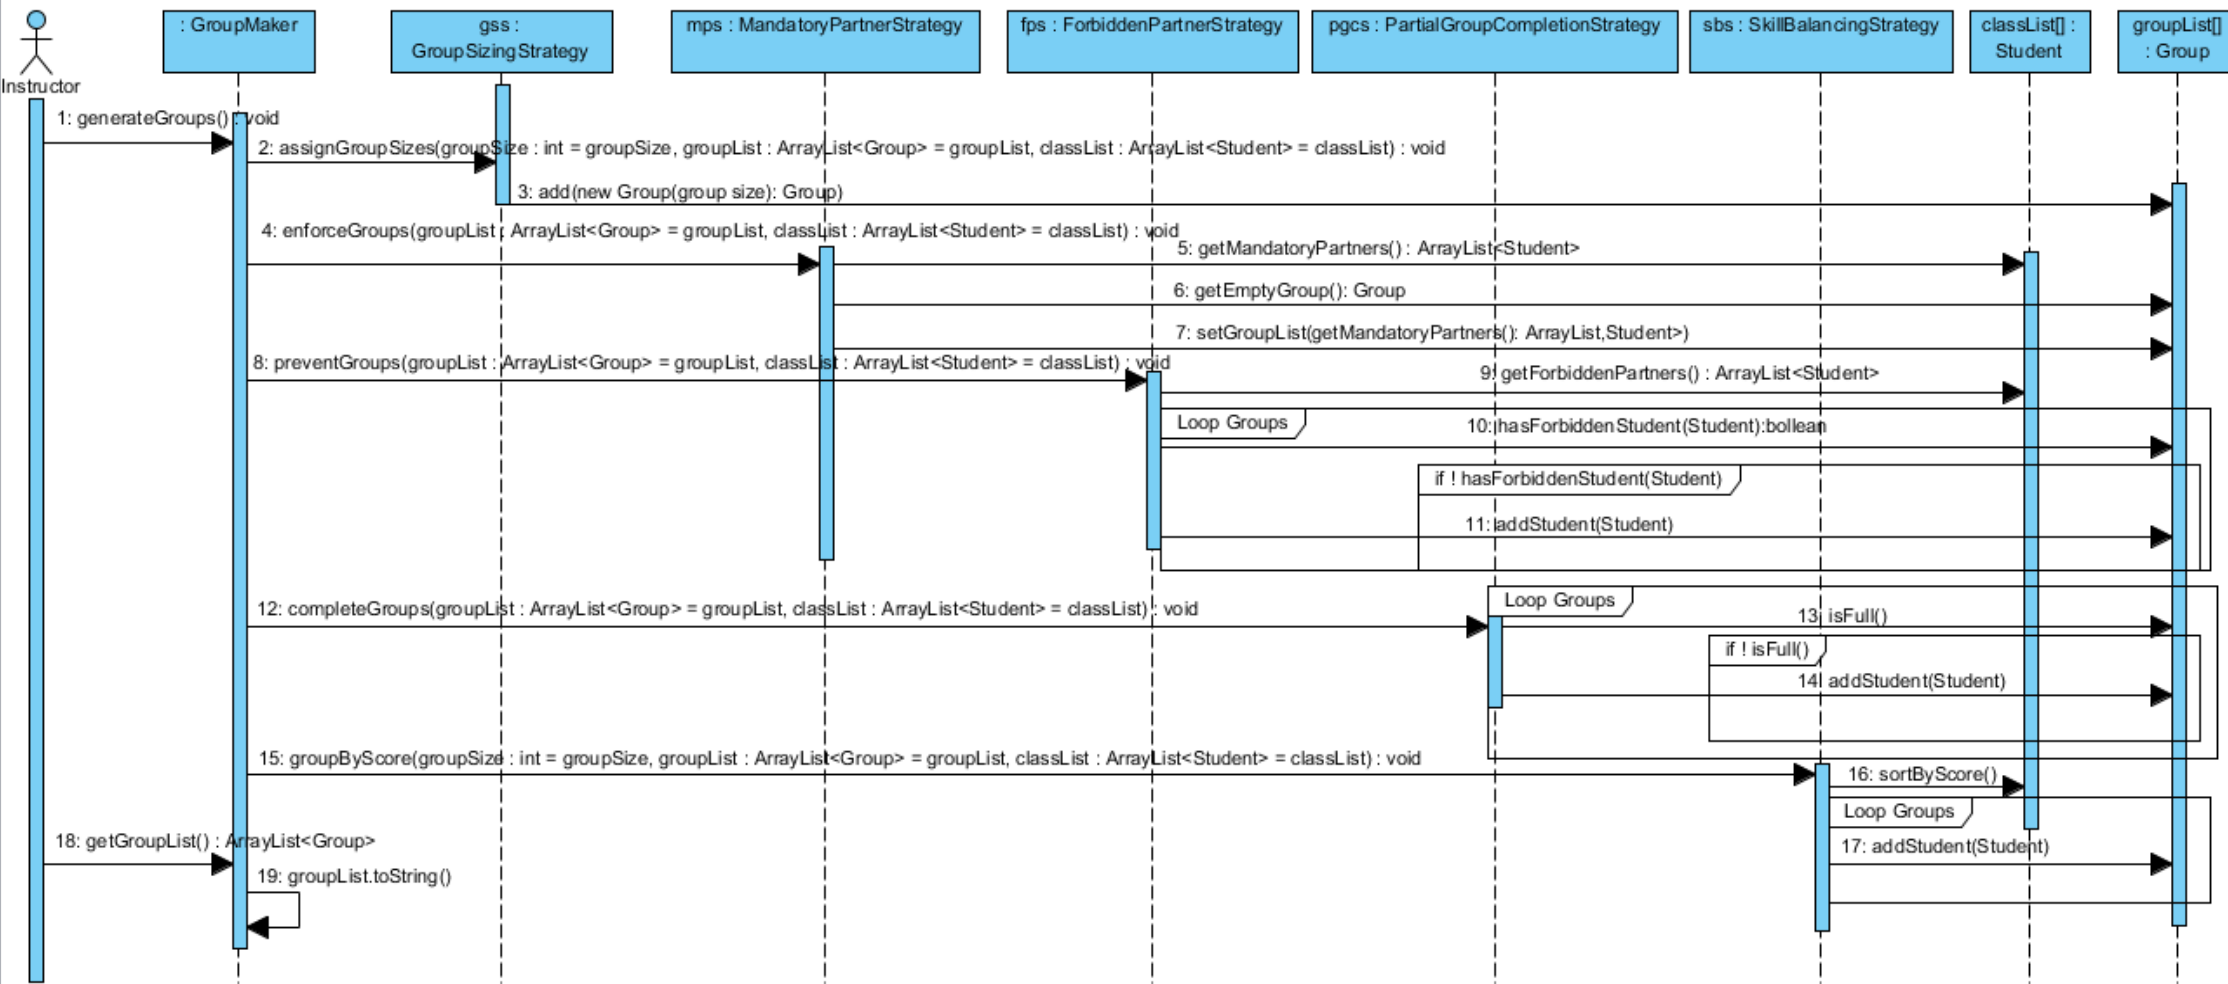 : GroupMaker
gss :
GroupSizingStrategy
mps : MandatoryPartnerStrategy
fps : ForbiddenPartnerStrategy
pgcs : PartialGroupCompletionStrategy
sbs : SkillBalancingStrategy
classList[] :
Student
groupList[]
: Group
Instructor
1: generateGroups() : void
2: assignGroupSizes(groupSize : int = groupSize, groupList : ArrayList<Group> = groupList, classList : ArrayList<Student> = classList) : void
3: add(new Group(group size): Group)
4: enforceGroups(groupList : ArrayList<Group> = groupList, classList : ArrayList<Student> = classList) : void
5: getMandatoryPartners() : ArrayList<Student>
6: getEmptyGroup(): Group
7: setGroupList(getMandatoryPartners(): ArrayList,Student>)
8: preventGroups(groupList : ArrayList<Group> = groupList, classList : ArrayList<Student> = classList) : void
9: getForbiddenPartners() : ArrayList<Student>
Loop Groups
10: hasForbiddenStudent(Student):bollean
if ! hasForbiddenStudent(Student)
11: addStudent(Student)
12: completeGroups(groupList : ArrayList<Group> = groupList, classList : ArrayList<Student> = classList) : void
Loop Groups
13: isFull()
if ! isFull()
14: addStudent(Student)
15: groupByScore(groupSize : int = groupSize, groupList : ArrayList<Group> = groupList, classList : ArrayList<Student> = classList) : void
16: sortByScore()
Loop Groups
17: addStudent(Student)
18: getGroupList() : ArrayList<Group>
19: groupList.toString()